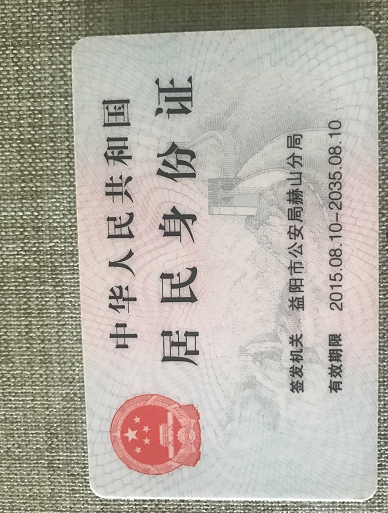 中华人民共和国
居民身份证
签发机关 益阳市公安局赫山分局
有效期限 2015.08.10-2035.08.10